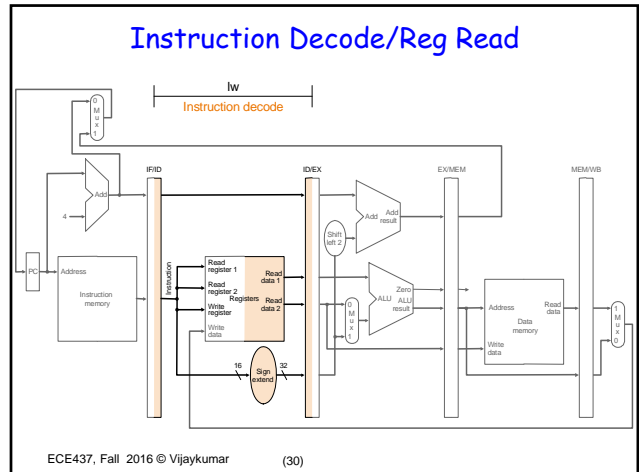 Instruction Decode/Reg Read
lw
Instruction decode
0
M
u
x
1
IF/ID
ID/EX
EX/MEM
MEM/WB
Add
4
Add
Add
result
Shift
left 2
PC
Address
Instruction
memory
Instruction
Read
register 1
Read
register 2
Registers
Write
register
Write
data
Read
data 1
Read
data 2
0
M
u
x
1
Zero
ALU
ALU
result
Address
Data
memory
Write
data
Read
data
1
M
u
x
0
16
Sign
extend
32
ECE437, Fall 2016 © Vijaykumar
(30)